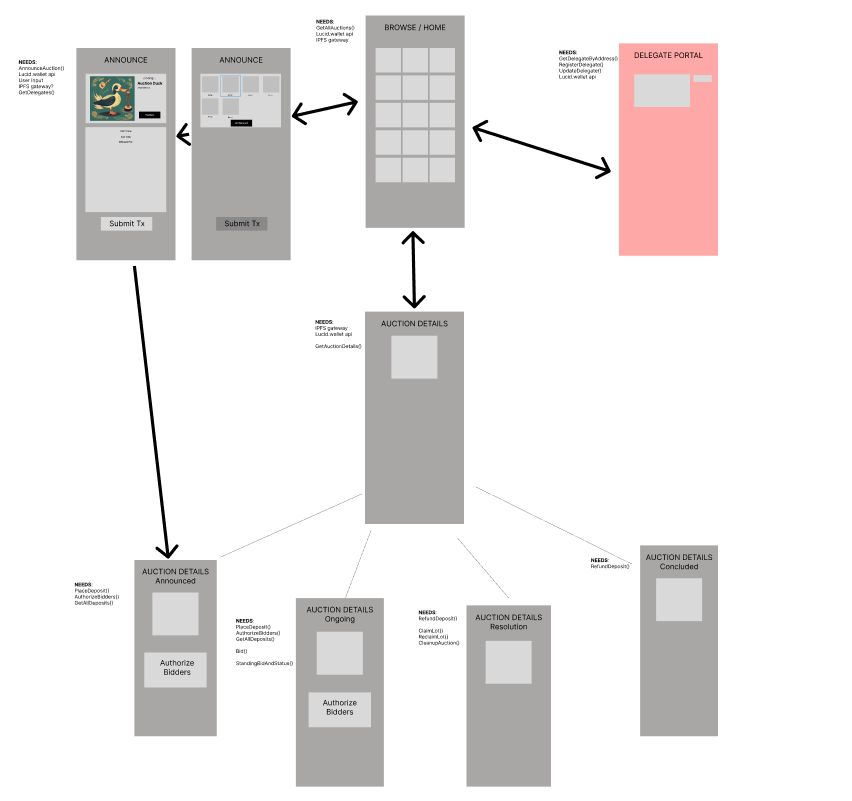 NEEDS:
AnnounceAuction()
Lucid.wallet api
User Input
IPFS gateway?
GetDelegates()
ANNOUNCE
Auction Duck
Submit Tx
ANNOUNCE
Submit Tx
NEEDS:
GetAllAuctions()
Lucid.wallet api
IPFS gateway
BROWSE / HOME
NEEDS:
GetDelegateByAddress()
RegisterDelegate()
UpdateDelegate()
Lucid.wallet api
DELEGATE PORTAL
NEEDS:
IPFS gateway
Lucid.wallet api
GetAuctionDetails()
AUCTION DETAILS
NEEDS:
PlaceDeposit()
AuthorizeBidders()
GetAllDeposits()
AUCTION DETAILS
Announced
Authorize
Bidders
NEEDS:
PlaceDeposit()
AuthorizeBidders()
GetAllDeposits()
Bid()
StandingBidAndStatus()
AUCTION DETAILS
Ongoing
Authorize
Bidders
NEEDS:
RefundDeposit()
ClaimLot()
ReclaimLot()
CleanupAuction()
AUCTION DETAILS
Resolution
NEEDS:
RefundDeposit()
AUCTION DETAILS
Concluded